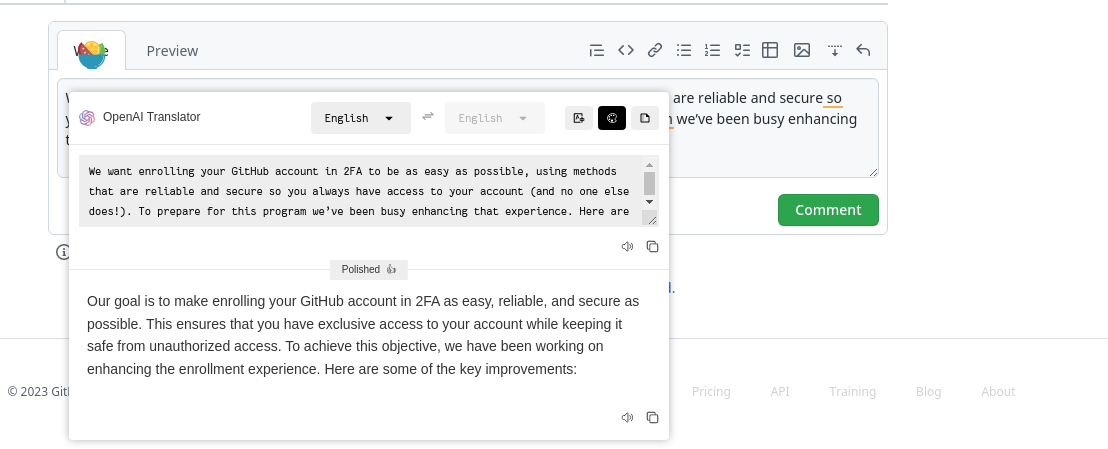 Preview
are reliable and secure so
we've been busy enhancing
OpenAI Translator
English
English
We want enrolling your GitHub account in 2FA to be as easy as possible, using methods
that are reliable and secure so you always have access to your account (and no one else
does!). To prepare for this program we've been busy enhancing that experience. Here are
Comment
Polished 👍
Our goal is to make enrolling your GitHub account in 2FA as easy, reliable, and secure as
possible. This ensures that you have exclusive access to your account while keeping it
safe from unauthorized access. To achieve this objective, we have been working on
enhancing the enrollment experience. Here are some of the key improvements:
© 2023
Pricing
API
Training
Blog
About